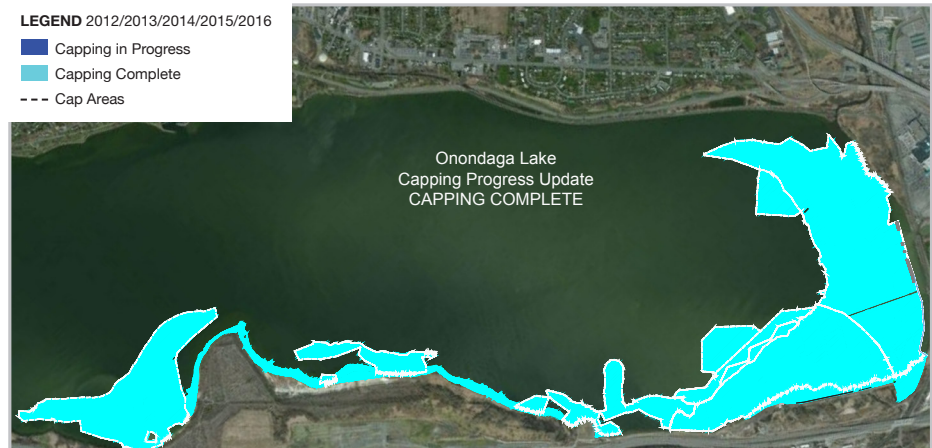 LEGEND 2012/2013/2014/2015/2016
Capping in Progress
Capping Complete
Cap Areas
Onondaga Lake
Capping Progress Update
CAPPING COMPLETE